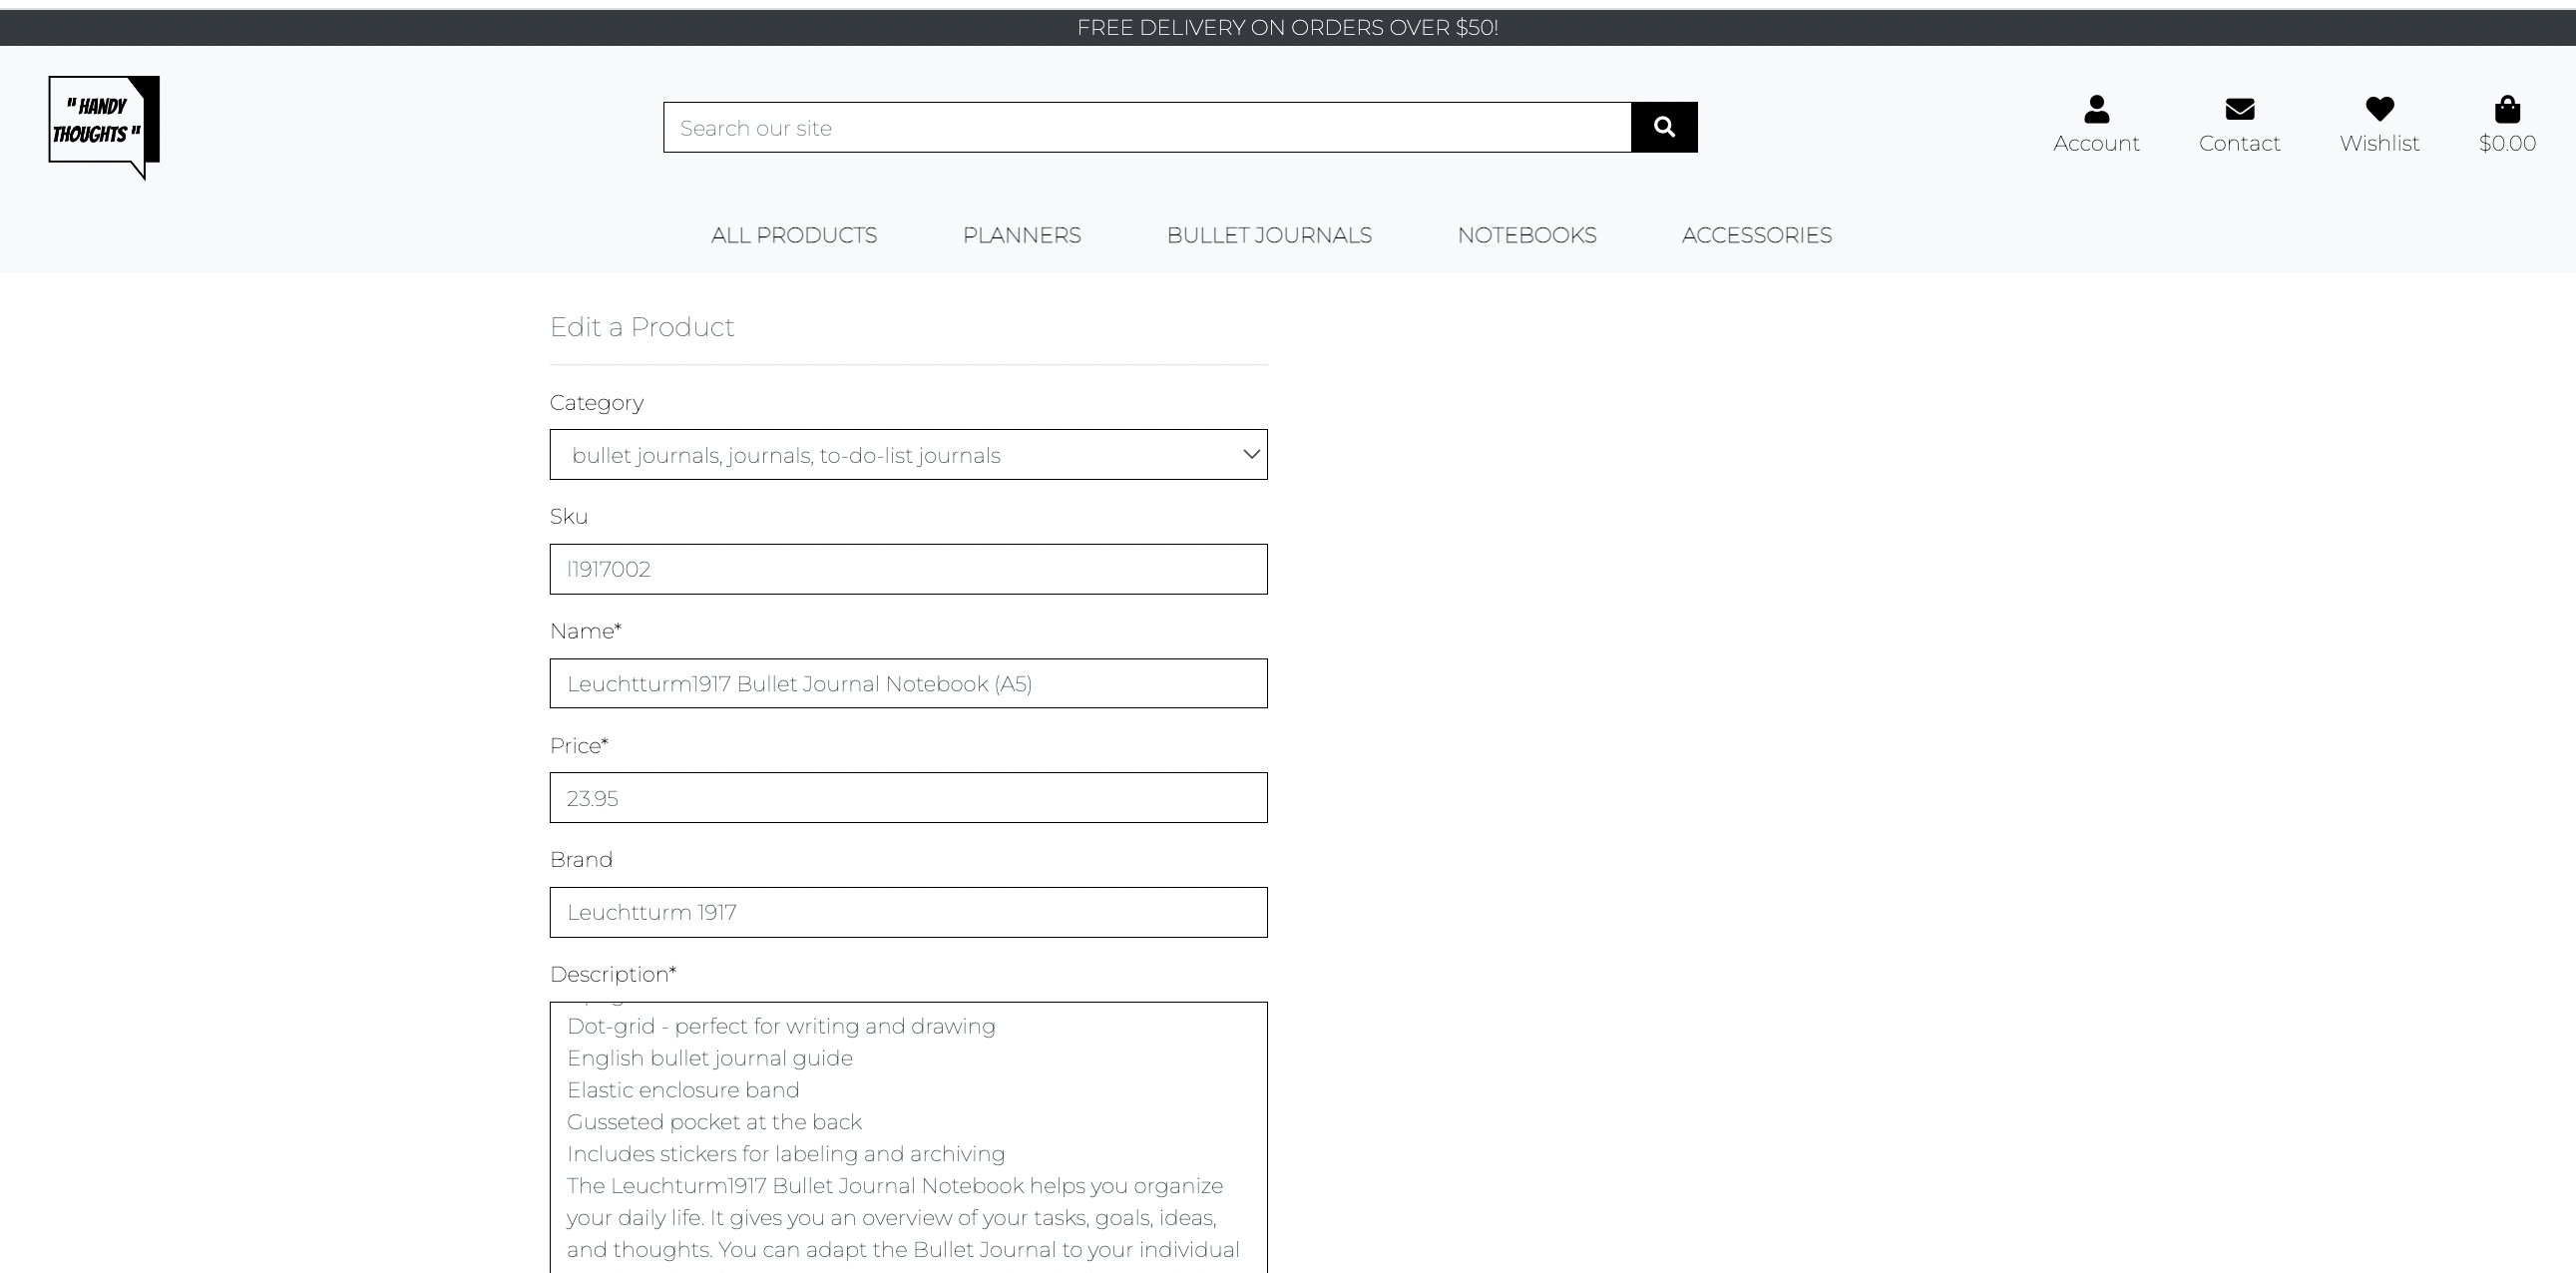 FREE DELIVERY ON ORDERS OVER $50!
" HANDY
THOUGHTS "
Search our site
Account
Contact
Wishlist
$0.00
ALL PRODUCTS
PLANNERS
BULLET JOURNALS
NOTEBOOKS
ACCESSORIES
Edit a Product
Category
bullet journals, journals, to-do-list journals
Sku
l1917002
Name*
Leuchtturm1917 Bullet Journal Notebook (A5)
Price*
23.95
Brand
Leuchtturm 1917
Description*
Dot-grid - perfect for writing and drawing
English bullet journal guide
Elastic enclosure band
Gusseted pocket at the back
Includes stickers for labeling and archiving
The Leuchturm1917 Bullet Journal Notebook helps you organize
your daily life. It gives you an overview of your tasks, goals, ideas,
and thoughts. You can adapt the Bullet Journal to your individual